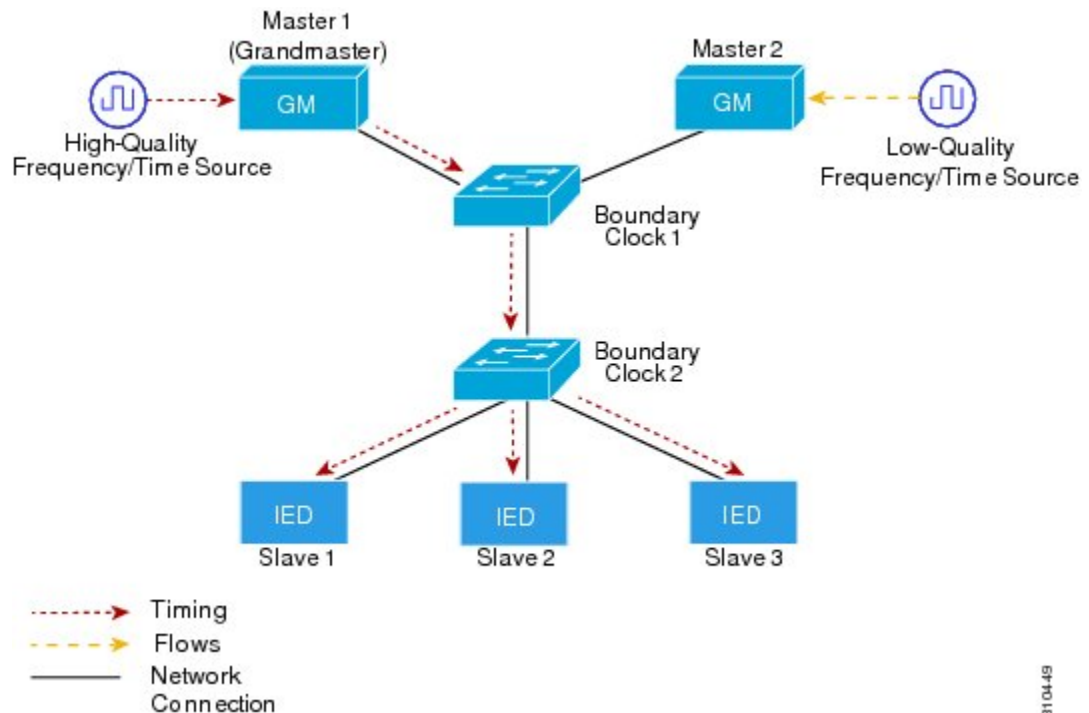 Master 1
(Grandmaster)
Master 2
GM
GM
High-Quality
Frequency/Time Source
Low-Quality
Frequency/Time Source
Boundary
Clock 1
Boundary
Clock 2
IED
IED
IED
Slave 1
Slave 2
Slave 3
Timing
Flows
Network
Connection
310449